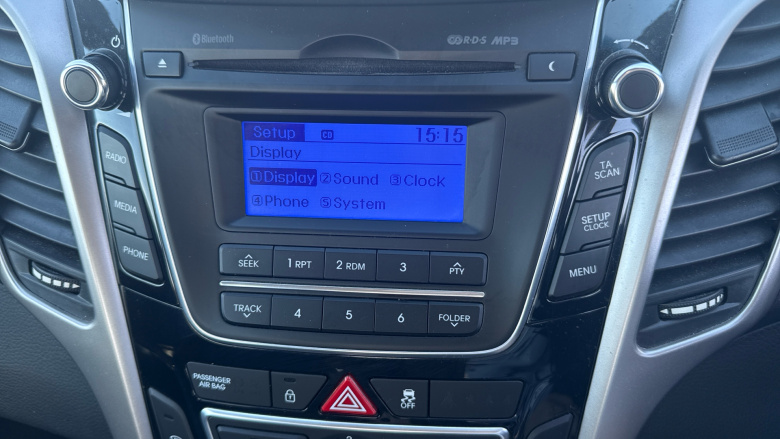 Bluetooth
R·D·S MP3
Setup CD 15:15
Display
1 Display 2 Sound 3 Clock
4 Phone 5 System
RADIO
MEDIA
PHONE
TA
SCAN
SETUP
CLOCK
MENU
SEEK 1 RPT 2 RDM 3 PTY
TRACK 4 5 6 FOLDER
PASSENGER
AIR BAG
OFF